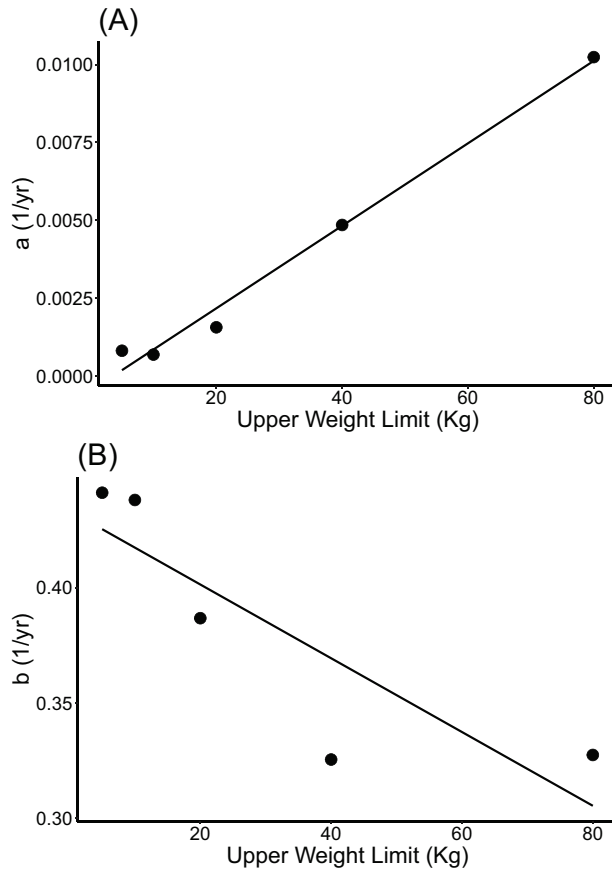 (A)
0.0100
0.0075
0.0050
0.0025
0.0000
a (1/yr)
20 40 60 80
Upper Weight Limit (Kg)
(B)
0.40
0.35
0.30
b (1/yr)
20 40 60 80
Upper Weight Limit (Kg)